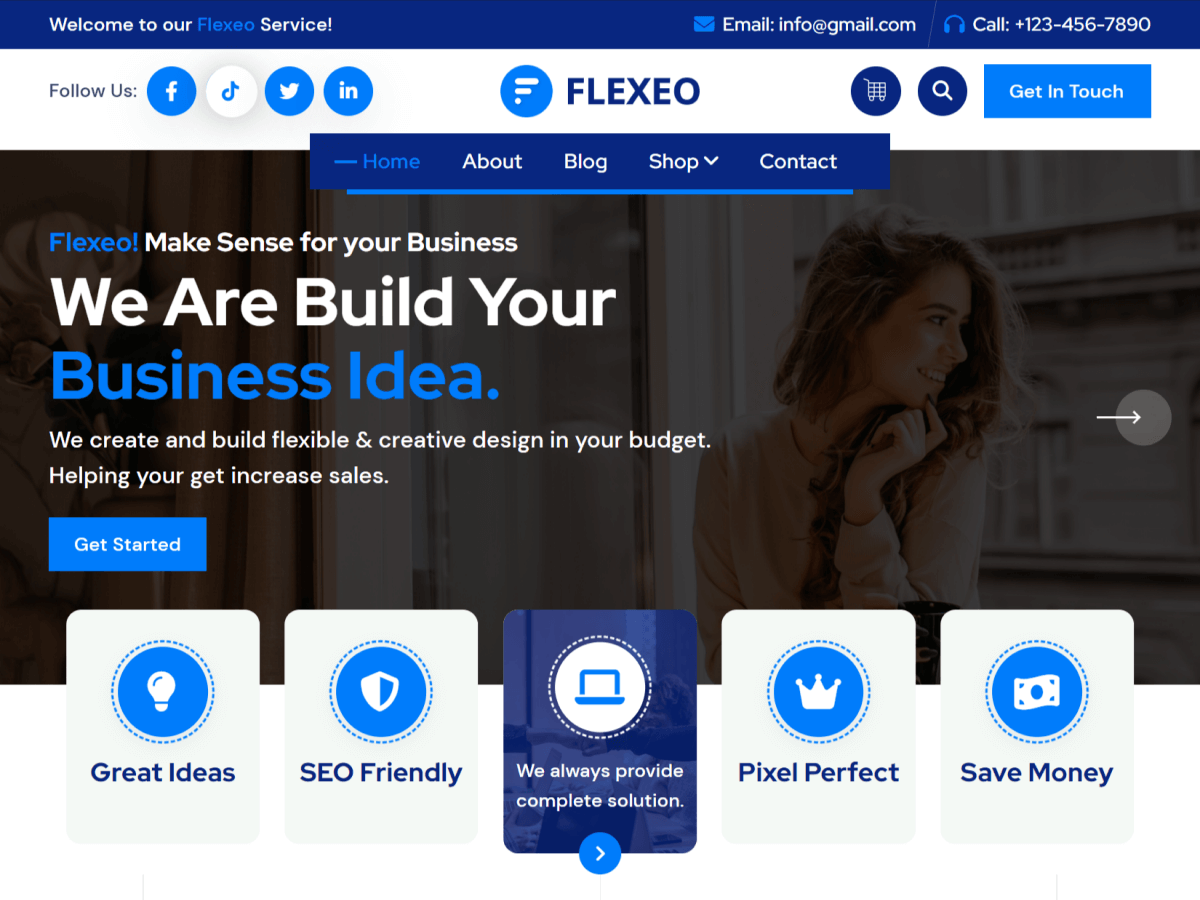 Welcome to our Flexeo Service!
Email: info@gmail.com
Call: +123-456-7890
Follow Us:
FLEXEO
Get In Touch
Home
About
Blog
Shop
Contact
Flexeo! Make Sense for your Business
We Are Build Your
Business Idea.
We create and build flexible & creative design in your budget.
Helping your get increase sales.
Get Started
Great Ideas
SEO Friendly
We always provide
complete solution.
Pixel Perfect
Save Money